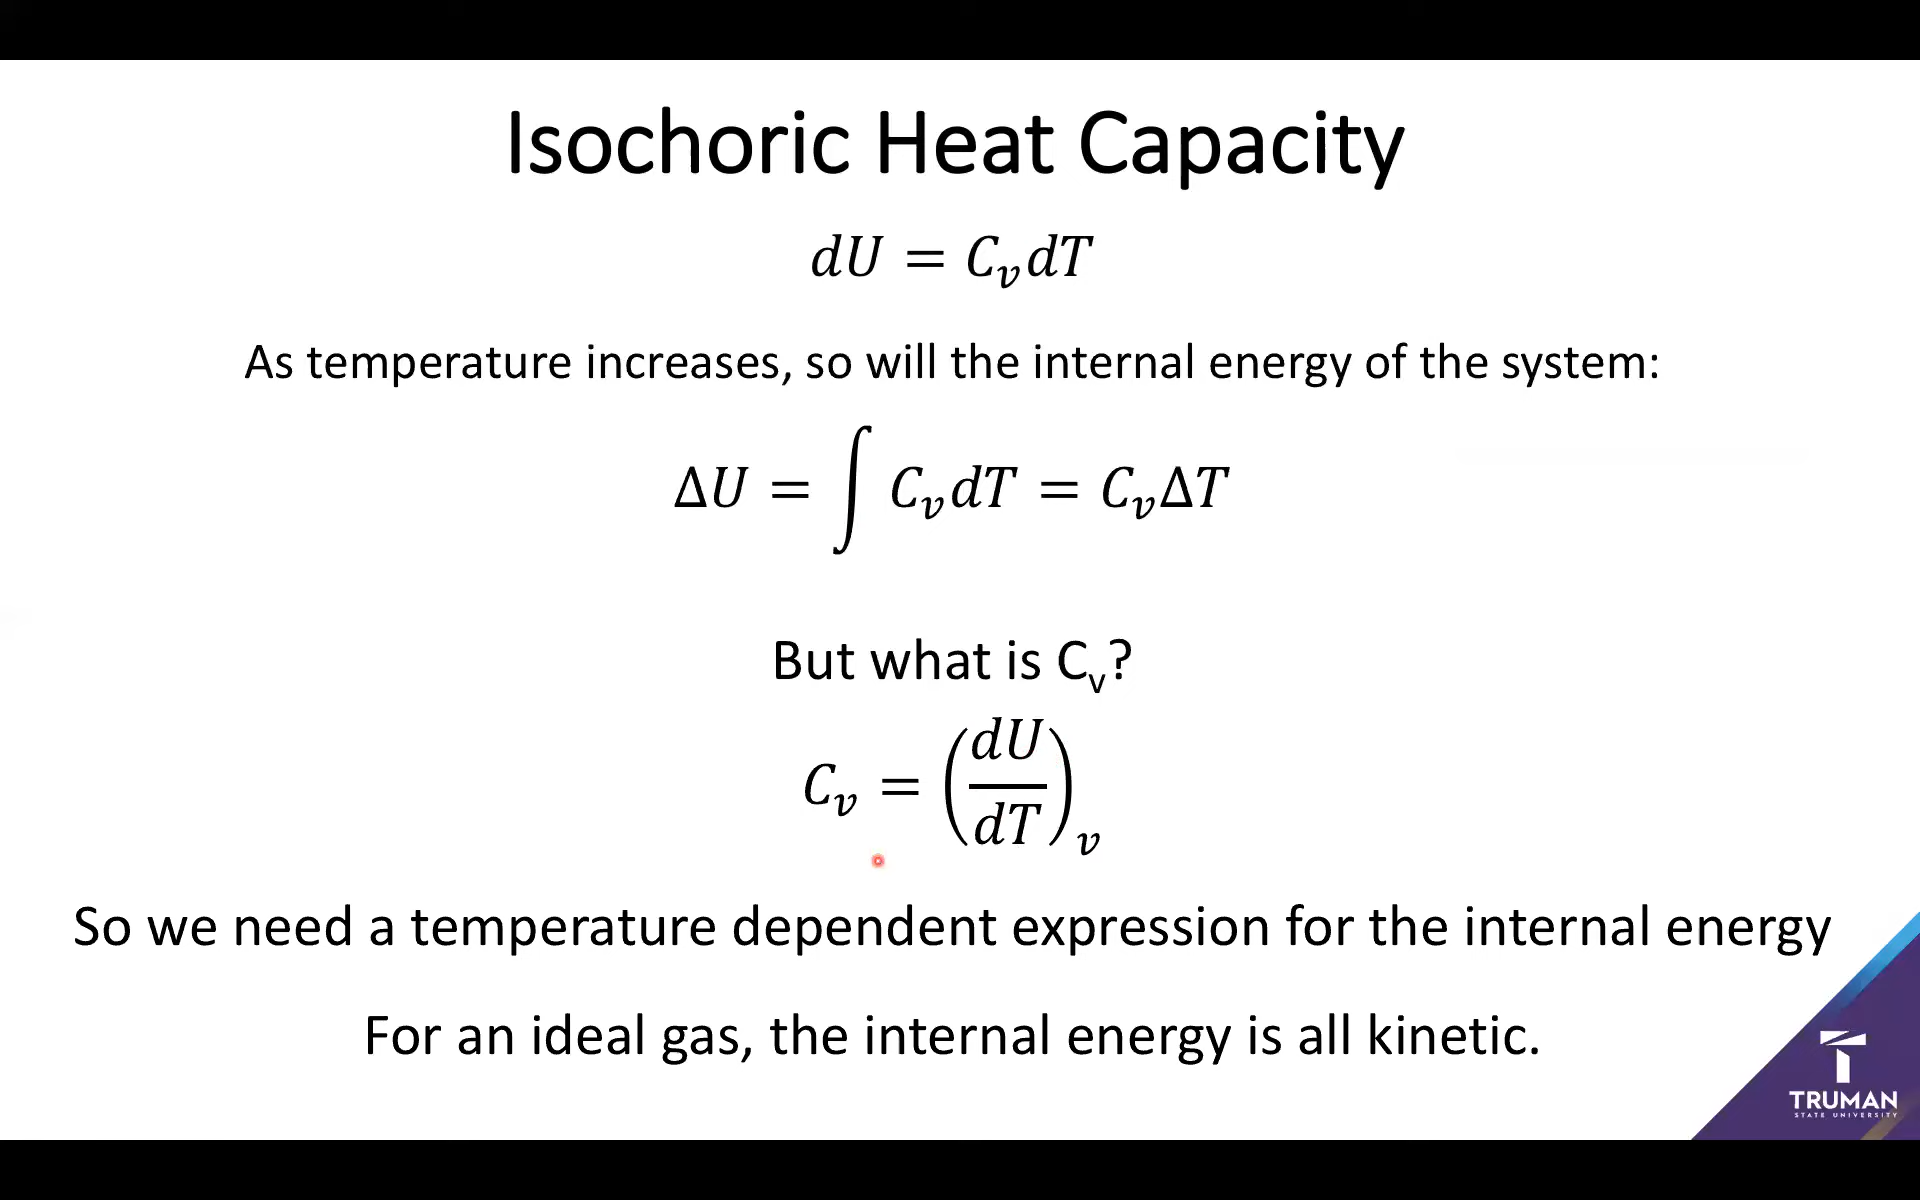 Isochoric Heat Capacity
dU = C_v dT
As temperature increases, so will the internal energy of the system:
ΔU = ∫ C_v dT = C_v ΔT
But what is C_v?
C_v = (dU/dT)_v
So we need a temperature dependent expression for the internal energy
For an ideal gas, the internal energy is all kinetic.
TRUMAN
STATE UNIVERSITY